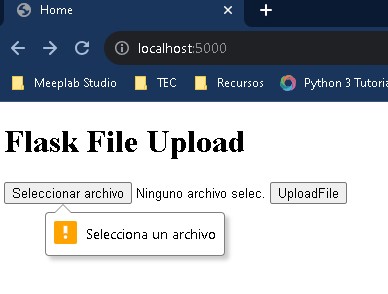 Home
localhost:5000
Meeplab Studio TEC Recursos Python 3 Tutoria
Flask File Upload
Seleccionar archivo Ninguno archivo selec. UploadFile
Selecciona un archivo